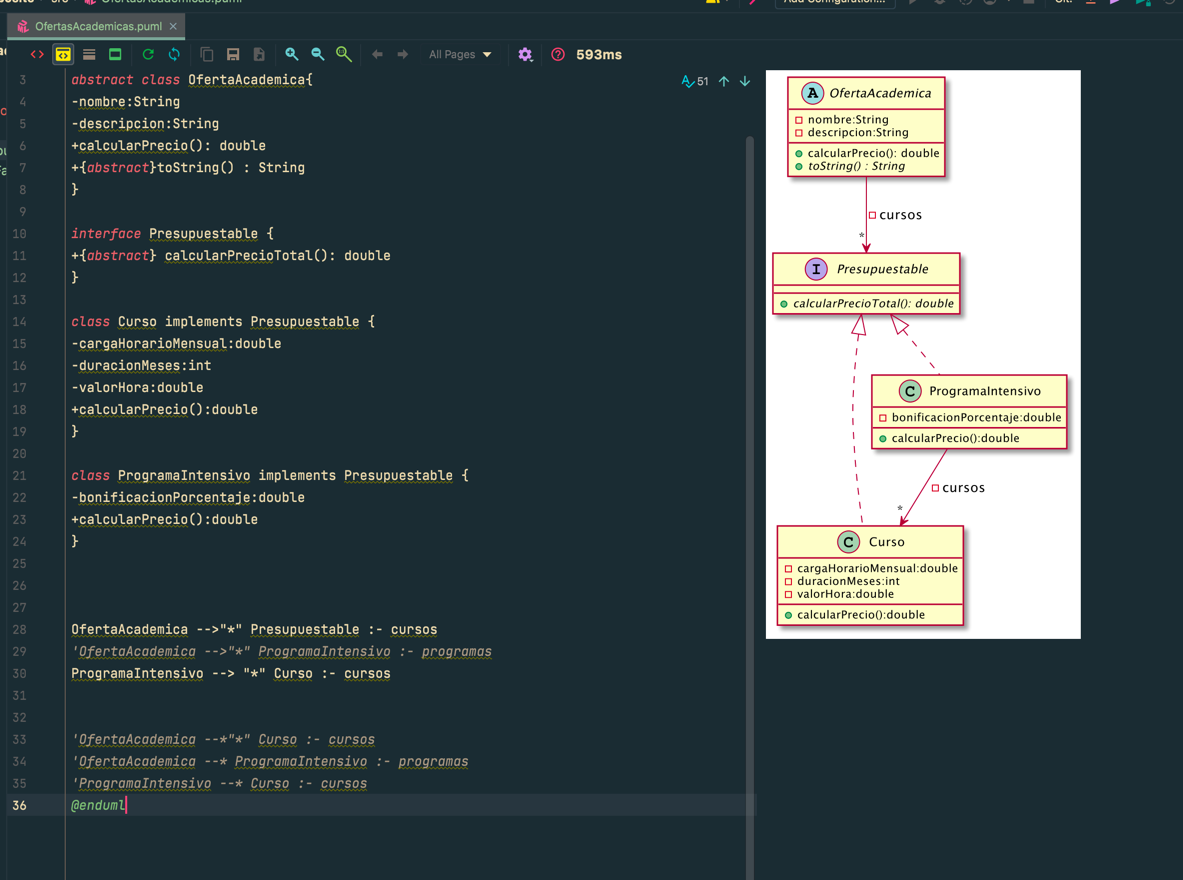 OfertasAcademicas.puml
All Pages
593ms
51
3 abstract class OfertaAcademica{
4 -nombre:String
5 -descripcion:String
6 +calcularPrecio(): double
7 +{abstract}toString() : String
8 }
9
10 interface Presupuestable {
11 +{abstract} calcularPrecioTotal(): double
12 }
13
14 class Curso implements Presupuestable {
15 -cargaHorarioMensual:double
16 -duracionMeses:int
17 -valorHora:double
18 +calcularPrecio():double
19 }
20
21 class ProgramaIntensivo implements Presupuestable {
22 -bonificacionPorcentaje:double
23 +calcularPrecio():double
24 }
25
26
27
28 OfertaAcademica -->"*" Presupuestable :- cursos
29 'OfertaAcademica -->"*" ProgramaIntensivo :- programas
30 ProgramaIntensivo --> "*" Curso :- cursos
31
32
33 'OfertaAcademica --*"*" Curso :- cursos
34 'OfertaAcademica --* ProgramaIntensivo :- programas
35 'ProgramaIntensivo --* Curso :- cursos
36 @enduml
A OfertaAcademica
nombre:String
descripcion:String
calcularPrecio(): double
toString() : String
cursos
*
I Presupuestable
calcularPrecioTotal(): double
C ProgramaIntensivo
bonificacionPorcentaje:double
calcularPrecio():double
cursos
*
C Curso
cargaHorarioMensual:double
duracionMeses:int
valorHora:double
calcularPrecio():double